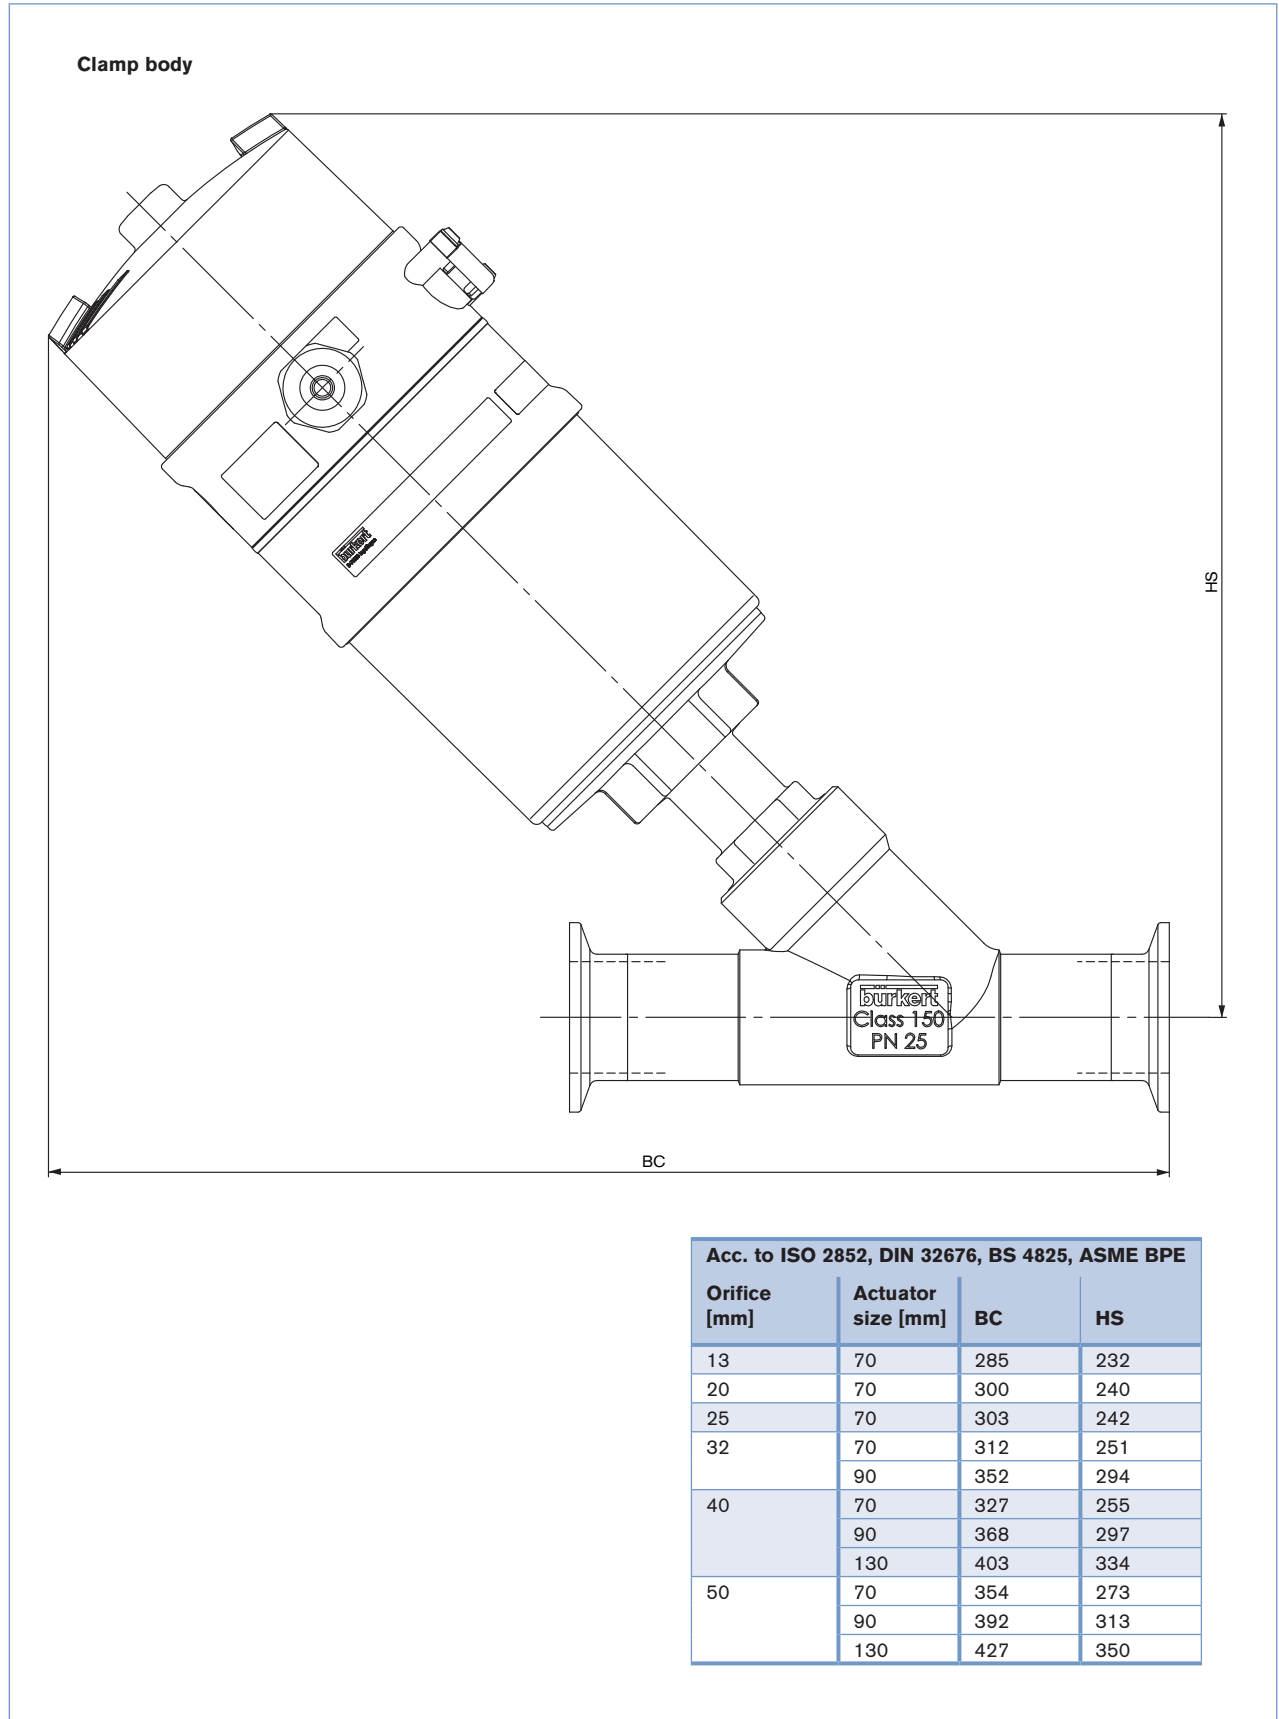 Clamp body
HS
bürkert
bürkert
Class 150
PN 25
BC
Acc. to ISO 2852, DIN 32676, BS 4825, ASME BPE
Orifice [mm] Actuator size [mm] BC HS
13 70 285 232
20 70 300 240
25 70 303 242
32 70 312 251
90 352 294
40 70 327 255
90 368 297
130 403 334
50 70 354 273
90 392 313
130 427 350